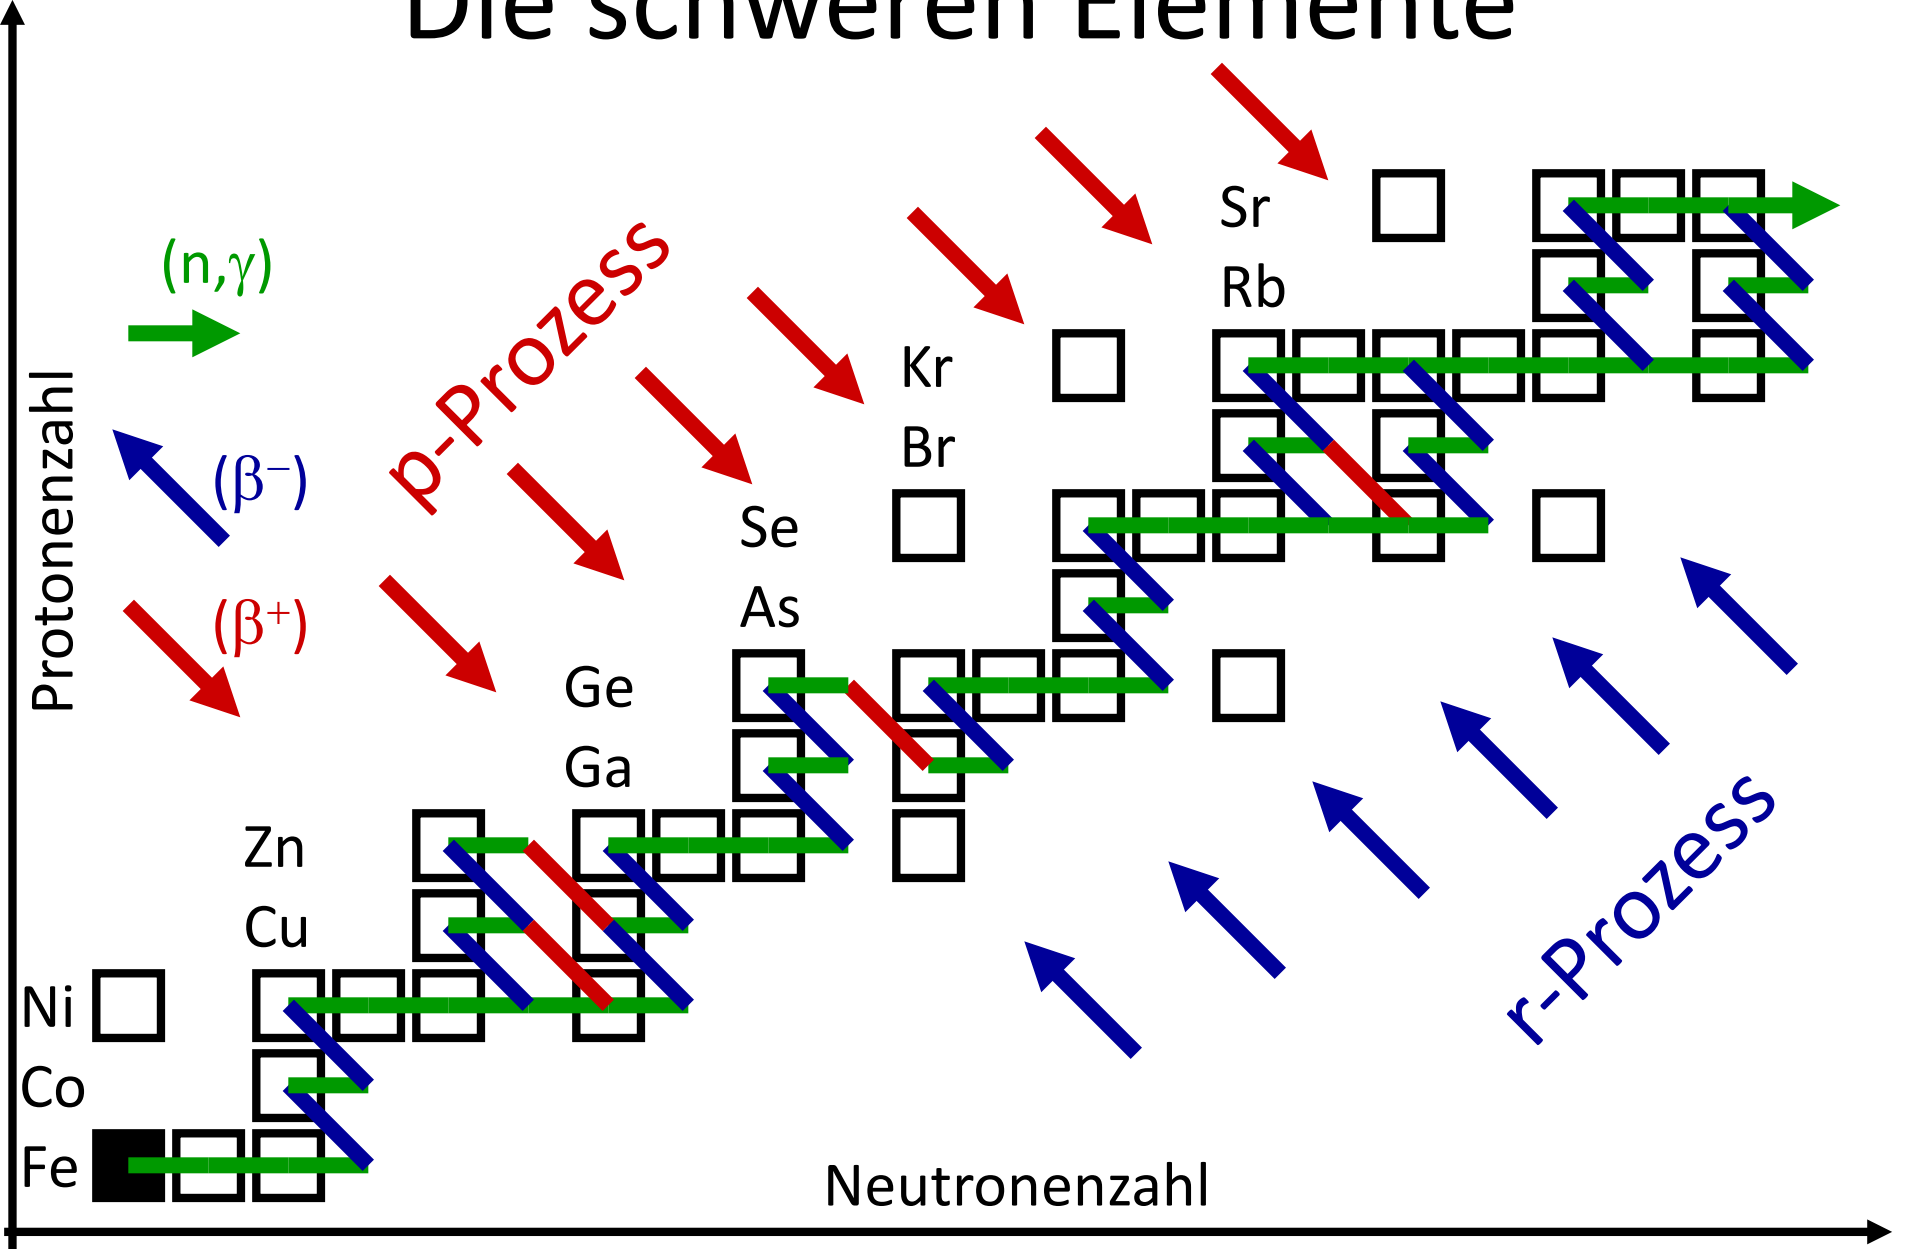 Die schweren Elemente
Sr
(n,γ)
p-Prozess
Rb
Kr
Protonenzahl
Br
(β⁻)
Se
As
(β⁺)
Ge
Ga
Zn
r-Prozess
Cu
Ni
Co
Fe
Neutronenzahl